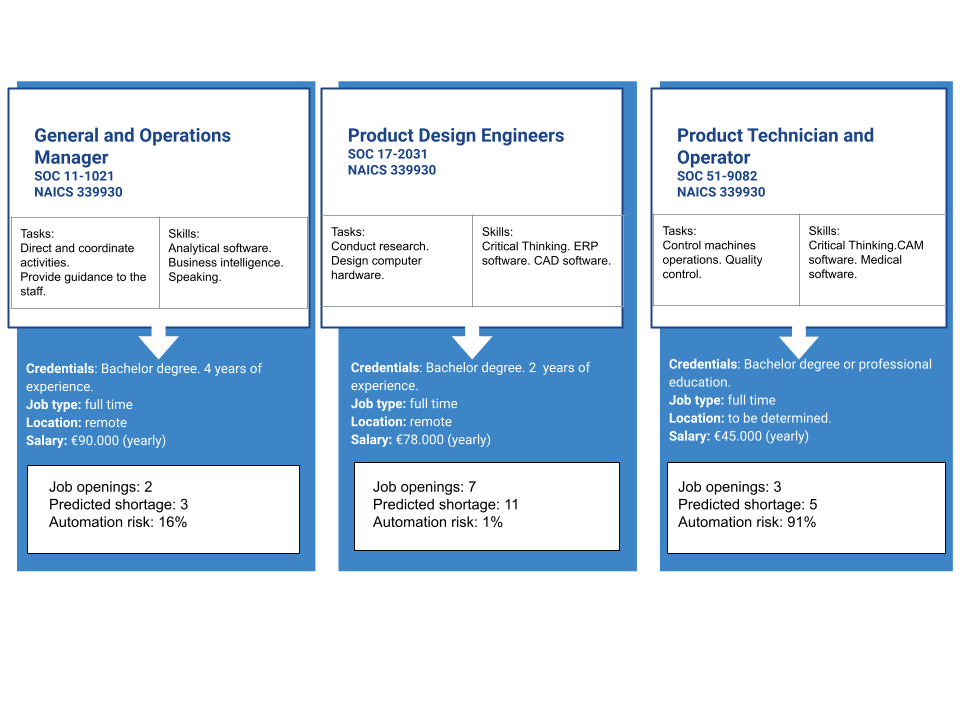 General and Operations
Manager
SOC 11-1021
NAICS 339930
Tasks:
Direct and coordinate
activities.
Provide guidance to the
staff.
Skills:
Analytical software.
Business intelligence.
Speaking.
Credentials: Bachelor degree. 4 years of
experience.
Job type: full time
Location: remote
Salary: €90.000 (yearly)
Job openings: 2
Predicted shortage: 3
Automation risk: 16%
Product Design Engineers
SOC 17-2031
NAICS 339930
Tasks:
Conduct research.
Design computer
hardware.
Skills:
Critical Thinking. ERP
software. CAD software.
Credentials: Bachelor degree. 2  years of
experience.
Job type: full time
Location: remote
Salary: €78.000 (yearly)
Job openings: 7
Predicted shortage: 11
Automation risk: 1%
Product Technician and
Operator
SOC 51-9082
NAICS 339930
Tasks:
Control machines
operations. Quality
control.
Skills:
Critical Thinking.CAM
software. Medical
software.
Credentials: Bachelor degree or professional
education.
Job type: full time
Location: to be determined.
Salary: €45.000 (yearly)
Job openings: 3
Predicted shortage: 5
Automation risk: 91%